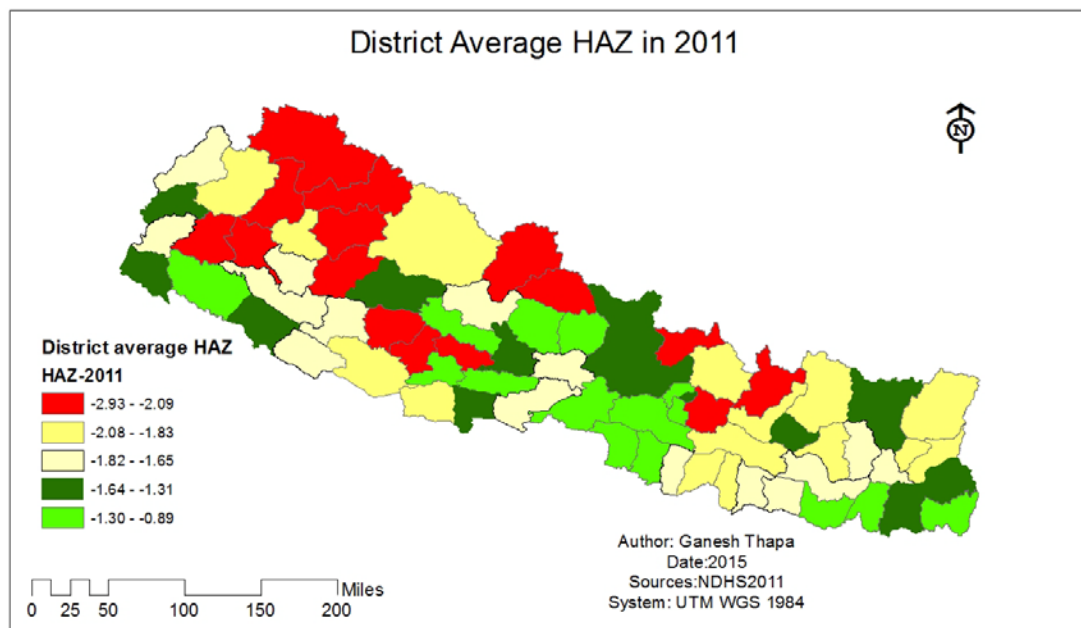 District Average HAZ in 2011
N
District average HAZ
HAZ-2011
-2.93 - -2.09
-2.08 - -1.83
-1.82 - -1.65
-1.64 - -1.31
-1.30 - -0.89
Author: Ganesh Thapa
Date:2015
Sources:NDHS2011
System: UTM WGS 1984
Miles
0 25 50 100 150 200